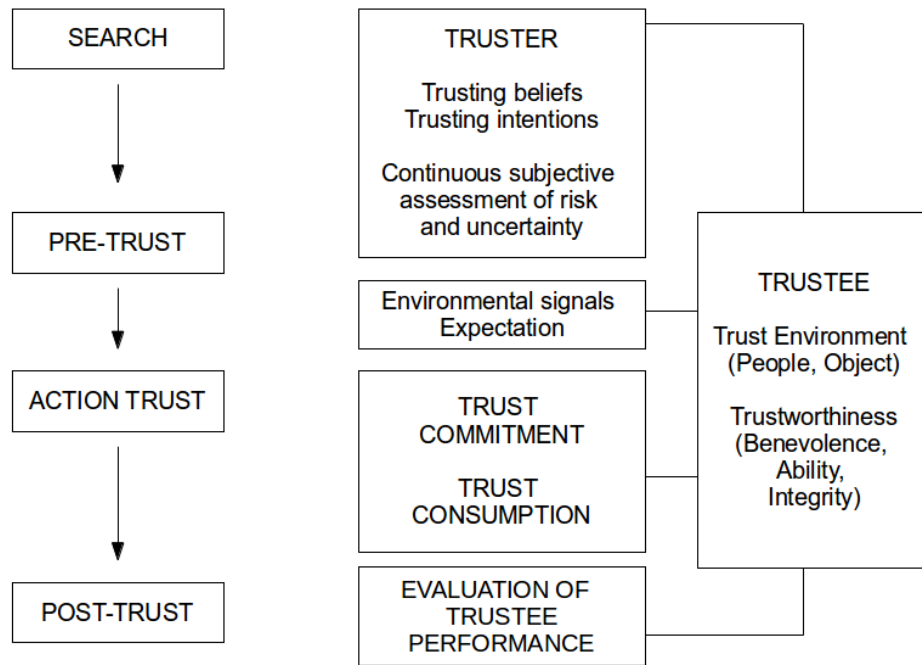 SEARCH
PRE-TRUST
ACTION TRUST
POST-TRUST
TRUSTER
Trusting beliefs
Trusting intentions
Continuous subjective
assessment of risk
and uncertainty
Environmental signals
Expectation
TRUST
COMMITMENT
TRUST
CONSUMPTION
EVALUATION OF
TRUSTEE
PERFORMANCE
TRUSTEE
Trust Environment
(People, Object)
Trustworthiness
(Benevolence,
Ability,
Integrity)